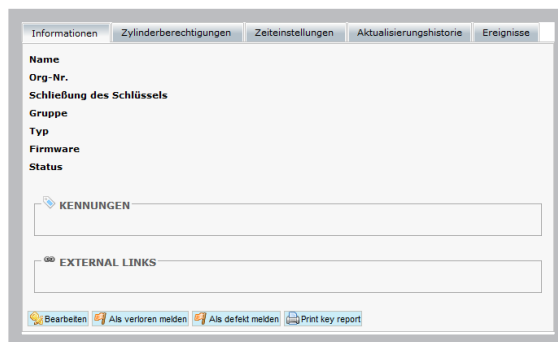 Informationen Zylinderberechtigungen Zeiteinstellungen Aktualisierungshistorie Ereignisse
Name
Org-Nr.
Schließung des Schlüssels
Gruppe
Typ
Firmware
Status
KENNUNGEN
EXTERNAL LINKS
Bearbeiten Als verloren melden Als defekt melden Print key report